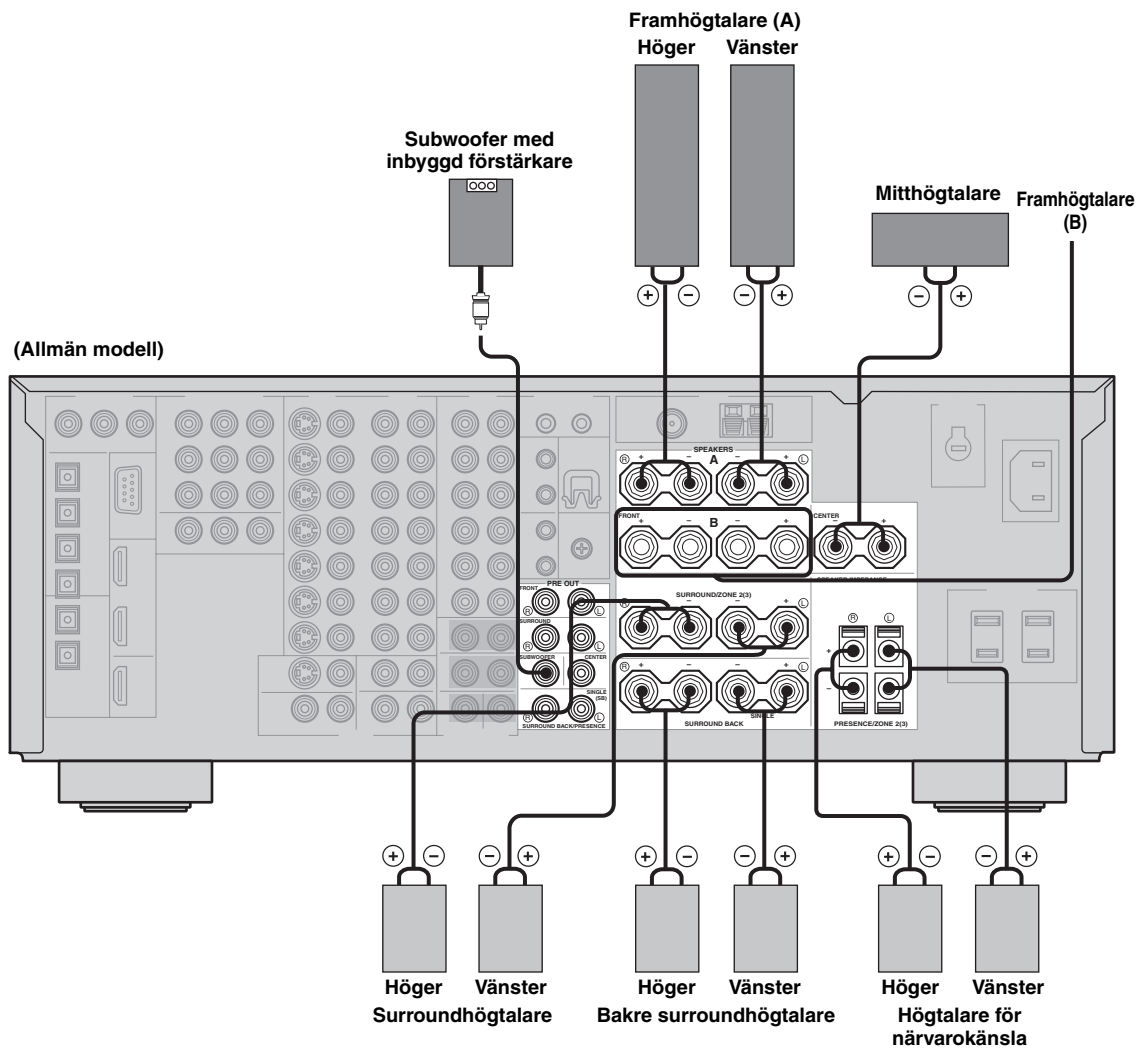 Framhögtalare (A)
Höger Vänster
Subwoofer med
inbyggd förstärkare
Mitthögtalare
Framhögtalare
(B)
+ − − + − +
(Allmän modell)
SPEAKERS
R + − A − + L
FRONT B CENTER
+ − − + − +
PRE OUT
FRONT
R L
SURROUND/ZONE 2(3)
R + − − + L
SURROUND
R L
SUBWOOFER CENTER
R L
R + − − + L
+
−
SINGLE
(SB)
R L
SURROUND BACK/PRESENCE
SURROUND BACK SINGLE
PRESENCE/ZONE 2(3)
+ − − + + − − + + − − +
Höger Vänster Höger Vänster Höger Vänster
Surroundhögtalare Bakre surroundhögtalare Högtalare för
närvarokänsla